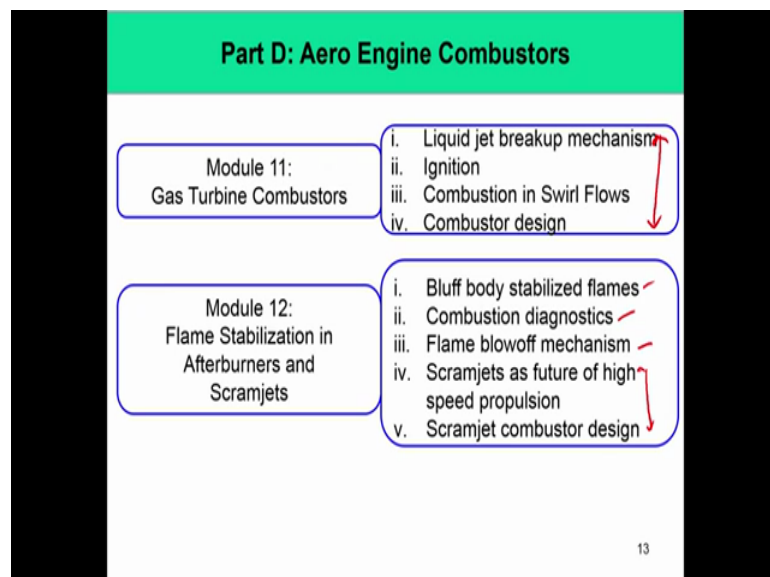 Part D: Aero Engine Combustors
Module 11:
Gas Turbine Combustors
i. Liquid jet breakup mechanism
ii. Ignition
iii. Combustion in Swirl Flows
iv. Combustor design
Module 12:
Flame Stabilization in
Afterburners and
Scramjets
i. Bluff body stabilized flames
ii. Combustion diagnostics
iii. Flame blowoff mechanism
iv. Scramjets as future of high
speed propulsion
v. Scramjet combustor design
13